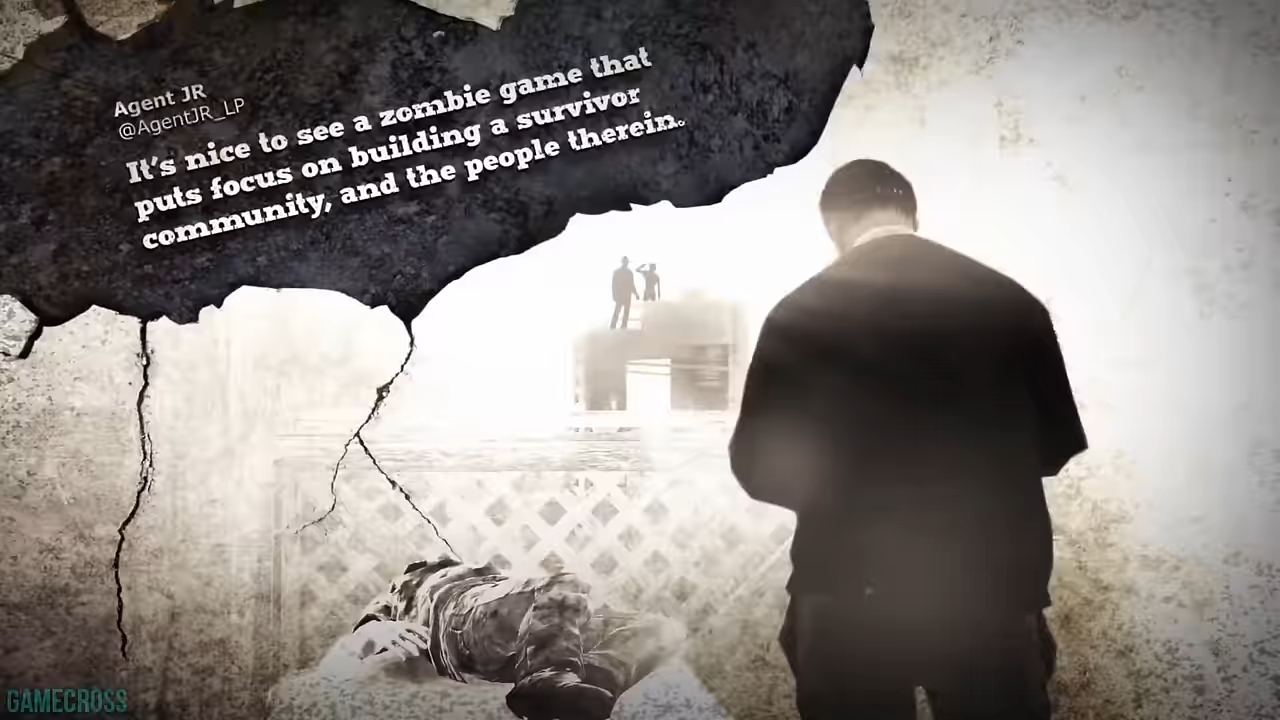 Agent JR
@AgentJR_LP
It's nice to see a zombie game that
puts focus on building a survivor
community, and the people therein.
GAMECROSS